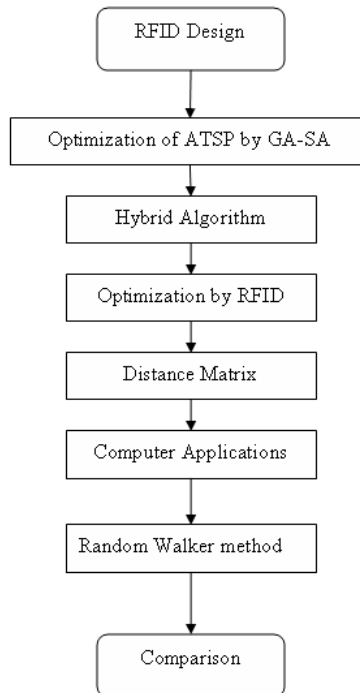 RFID Design
Optimization of ATSP by GA-SA
Hybrid Algorithm
Optimization by RFID
Distance Matrix
Computer Applications
Random Walker method
Comparison